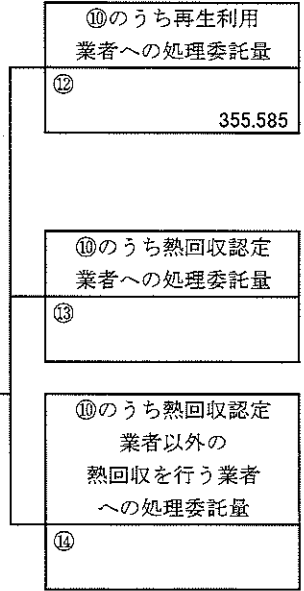 ⑩のうち再生利用
業者への処理委託量
⑫
355.585
⑩のうち熱回収認定
業者への処理委託量
⑬
⑩のうち熱回収認定
業者以外の
熱回収を行う業者
への処理委託量
⑭